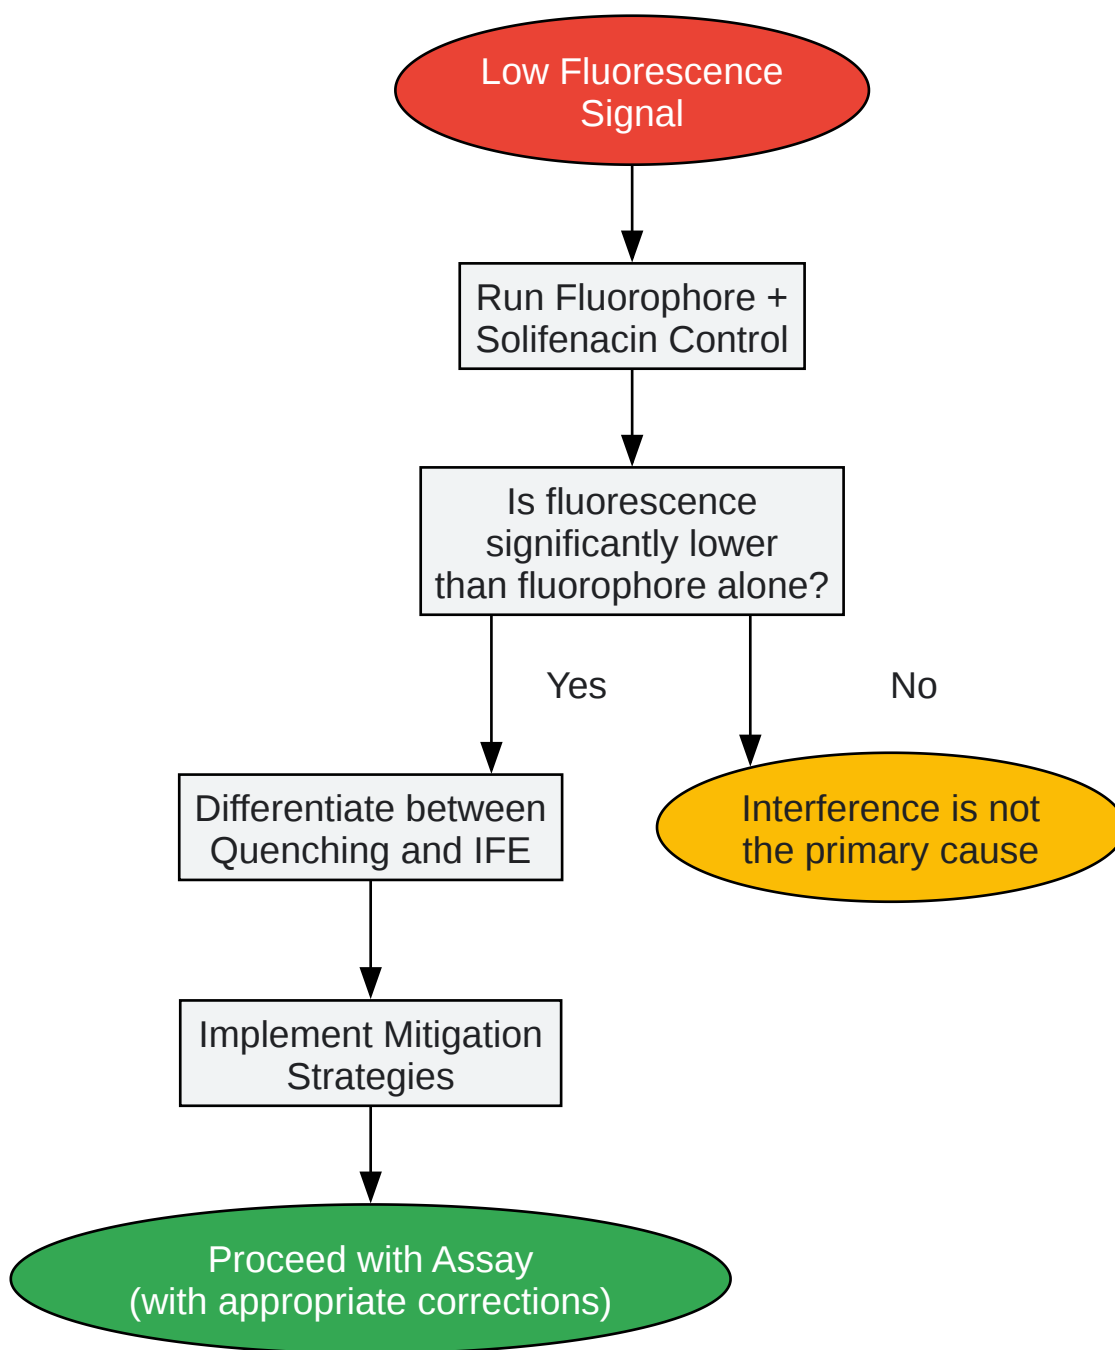 Low Fluorescence
Signal
Run Fluorophore +
Solifenacin Control
Is fluorescence
significantly lower
than fluorophore alone?
Yes
No
Differentiate between
Quenching and IFE
Interference is not
the primary cause
Implement Mitigation
Strategies
Proceed with Assay
(with appropriate corrections)